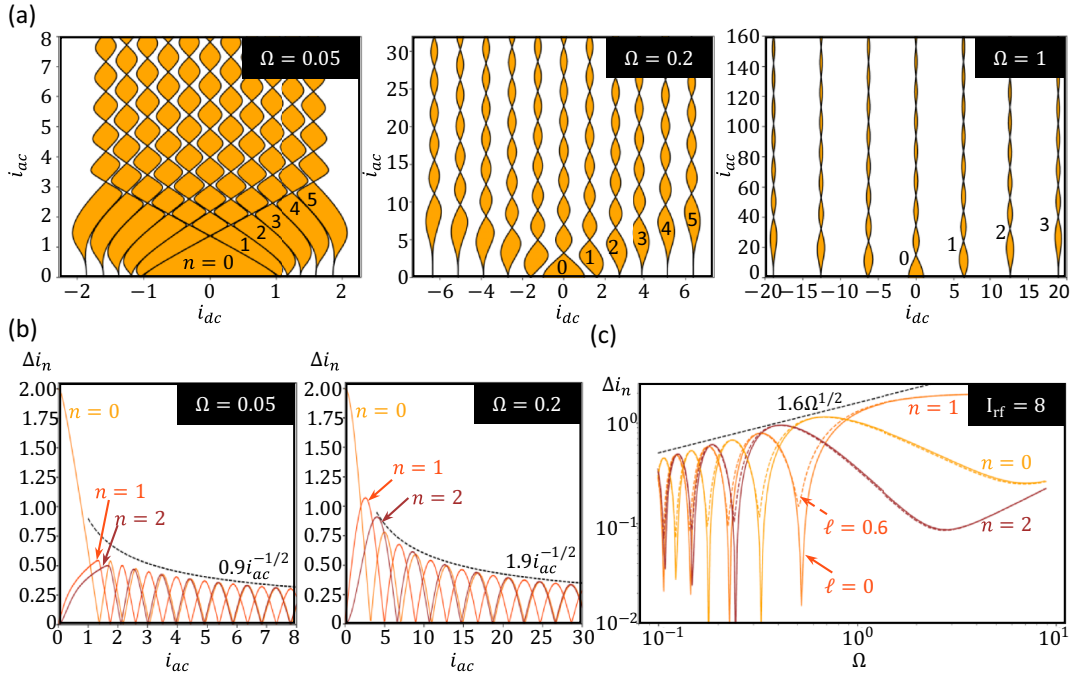 (a)
Ω = 0.05
i_ac
8
7
6
5
4
3
2
1
0
n = 0
1
2
3
4
5
−2 −1 0 1 2
i_dc
Ω = 0.2
i_ac
30
25
20
15
10
5
0
0
1
2
3
4
5
−6 −4 −2 0 2 4 6
i_dc
Ω = 1
i_ac
160
140
120
100
80
60
40
20
0
0
1
2
3
−20 −15 −10 −5 0 5 10 15 20
i_dc
(b)
Δi_n
Ω = 0.05
2.00
1.75
1.50
1.25
1.00
0.75
0.50
0.25
0.00
n = 0
n = 1
n = 2
0.9i_ac^{−1/2}
0 1 2 3 4 5 6 7 8
i_ac
Δi_n
Ω = 0.2
2.00
1.75
1.50
1.25
1.00
0.75
0.50
0.25
0.00
n = 0
n = 1
n = 2
1.9i_ac^{−1/2}
0 5 10 15 20 25 30
i_ac
(c)
Δi_n
I_rf = 8
1.6Ω^{1/2}
n = 1
n = 0
n = 2
ℓ = 0.6
ℓ = 0
10^0
10^{−1}
10^{−2}
10^{−1} 10^0 10^1
Ω